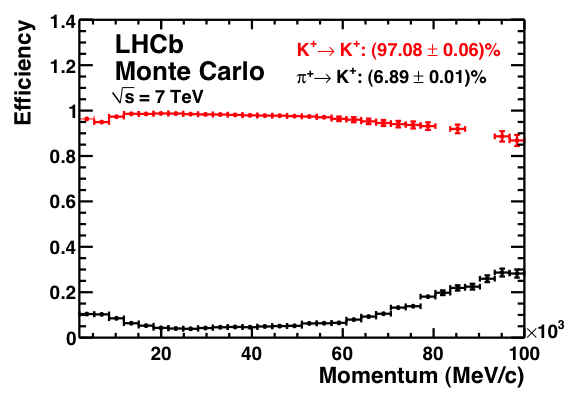 LHCb
Monte Carlo
√s = 7 TeV
K⁺→ K⁺: (97.08 ± 0.06)%
π⁺→ K⁺: (6.89 ± 0.01)%
Efficiency
1.4
1.2
1
0.8
0.6
0.4
0.2
0
20
40
60
80
100
×10³
Momentum (MeV/c)